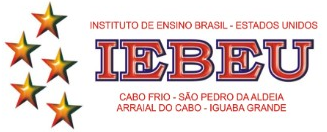 INSTITUTO DE ENSINO BRASIL - ESTADOS UNIDOS
IEBEU
CABO FRIO - SÃO PEDRO DA ALDEIA
ARRAIAL DO CABO - IGUABA GRANDE